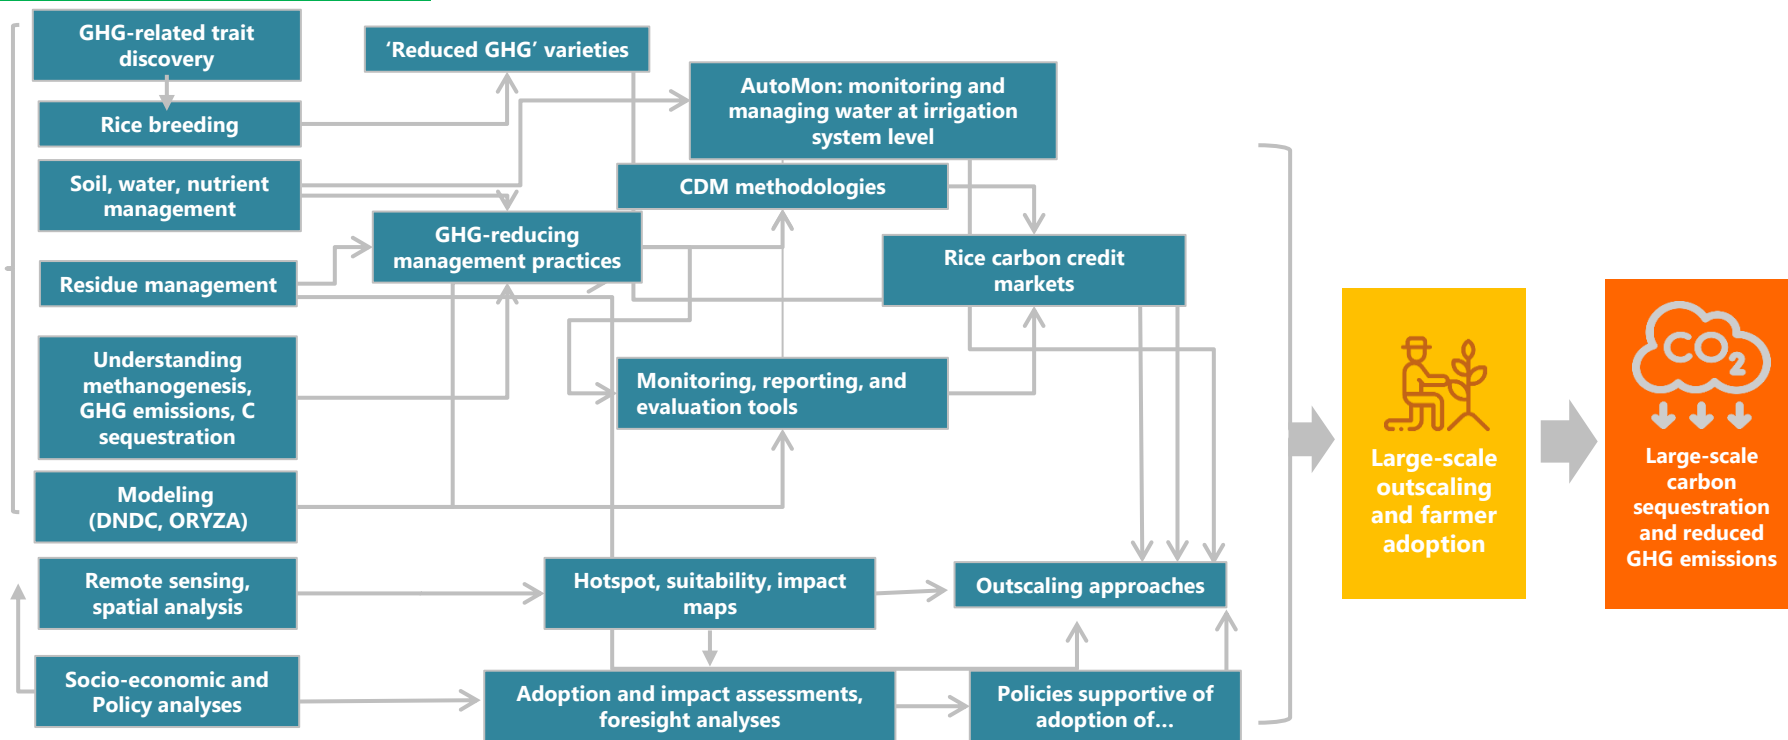 GHG-related trait
discovery
Rice breeding
Soil, water, nutrient
management
Residue management
Understanding
methanogenesis,
GHG emissions, C
sequestration
Modeling
(DNDC, ORYZA)
Remote sensing,
spatial analysis
Socio-economic and
Policy analyses
‘Reduced GHG’ varieties
GHG-reducing
management practices
AutoMon: monitoring and
managing water at irrigation
system level
CDM methodologies
Rice carbon credit
markets
Monitoring, reporting, and
evaluation tools
Hotspot, suitability, impact
maps
Outscaling approaches
Adoption and impact assessments,
foresight analyses
Policies supportive of
adoption of...
Large-scale
outscaling
and farmer
adoption
CO2
Large-scale
carbon
sequestration
and reduced
GHG emissions